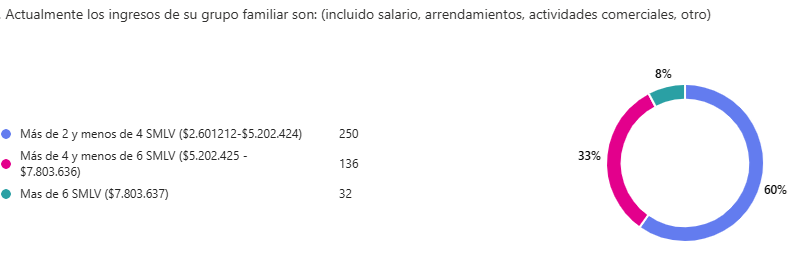 . Actualmente los ingresos de su grupo familiar son: (incluido salario, arrendamientos, actividades comerciales, otro)
8%
Más de 2 y menos de 4 SMLV ($2.601212-$5.202.424) 250
Más de 4 y menos de 6 SMLV ($5.202.425 -
$7.803.636) 136
33%
Mas de 6 SMLV ($7.803.637) 32
60%